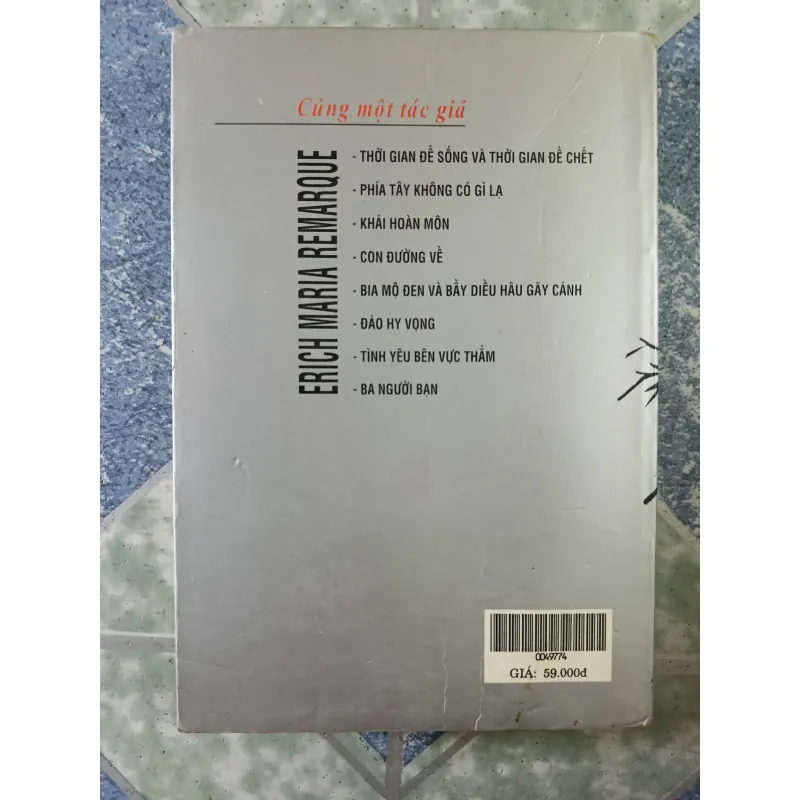 Cùng một tác giả
ERICH MARIA REMARQUE
- THỜI GIAN ĐỂ SỐNG VÀ THỜI GIAN ĐỂ CHẾT
- PHÍA TÂY KHÔNG CÓ GÌ LẠ
- KHẢI HOÀN MÔN
- CON ĐƯỜNG VỀ
- BIA MỘ ĐEN VÀ BẦY DIỀU HÂU GÃY CÁNH
- ĐẢO HY VỌNG
- TÌNH YÊU BÊN VỰC THẲM
- BA NGƯỜI BẠN
0049774
GIÁ: 59.000đ